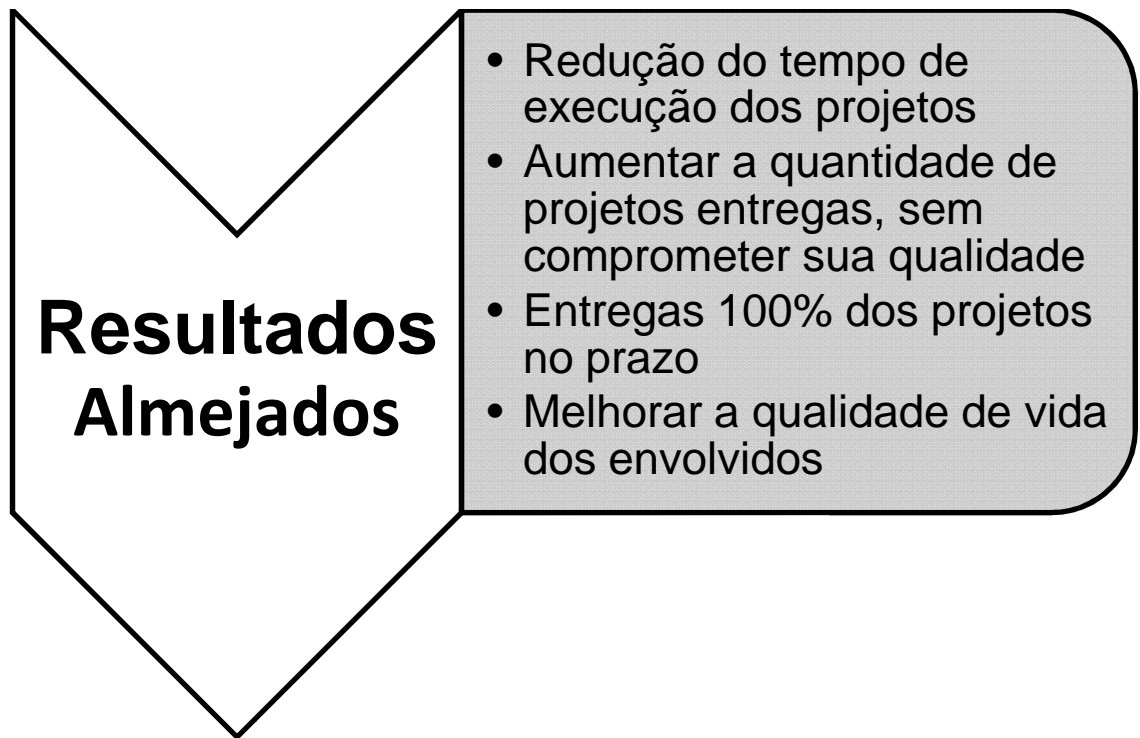 Resultados
Almejados
• Redução do tempo de
execução dos projetos
• Aumentar a quantidade de
projetos entregas, sem
comprometer sua qualidade
• Entregas 100% dos projetos
no prazo
• Melhorar a qualidade de vida
dos envolvidos